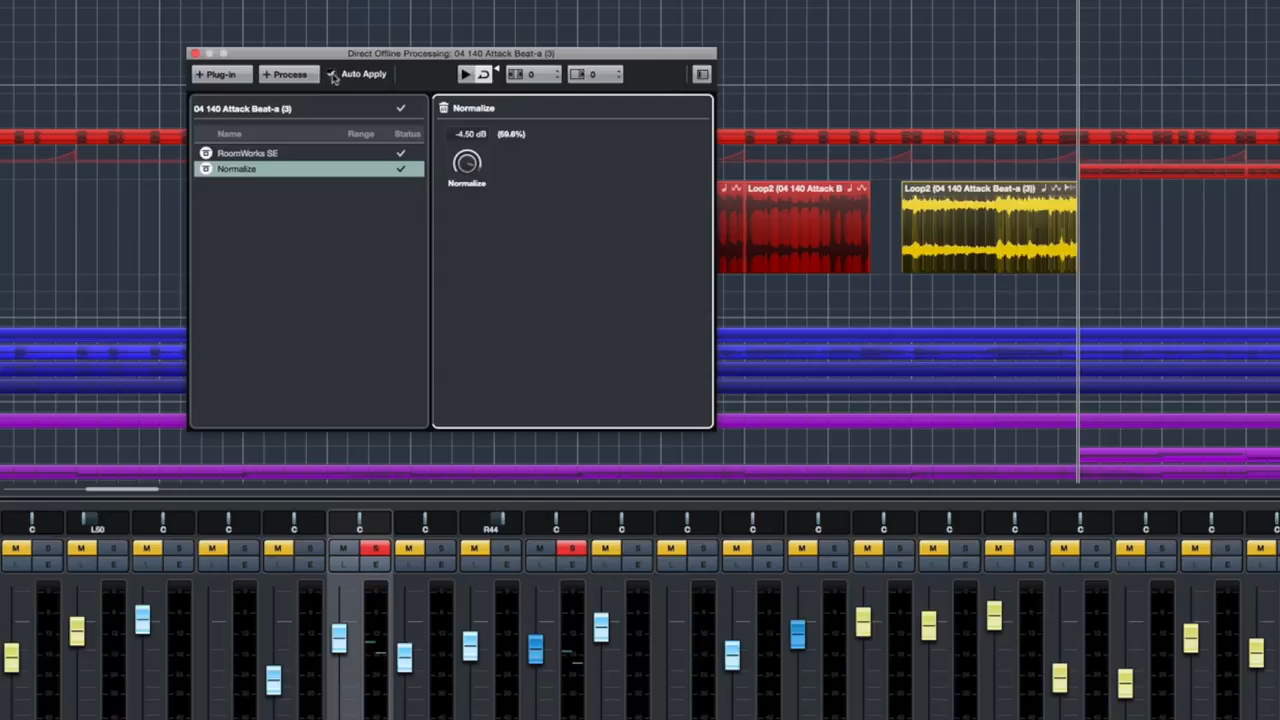 Direct Offline Processing: 04 140 Attack Beat-a (3)
+ Plug-in + Process Auto Apply 0 0
04 140 Attack Beat-a (3)
Name Range Status
RoomWorks SE
Normalize
Normalize
-4.50 dB (59.6%)
Normalize
Loop2 (04 140 Attack B
Loop2 (04 140 Attack Beat-a (3))
C L50 C C C C C R44 C C C C C C C C C C C C
M S M S M S M S M S M S M S M S M S M S M S M S M S M S M S M S M S M S M S M
L E L E L E L E L E L E L E L E L E L E L E L E L E L E L E L E L E L E L E L